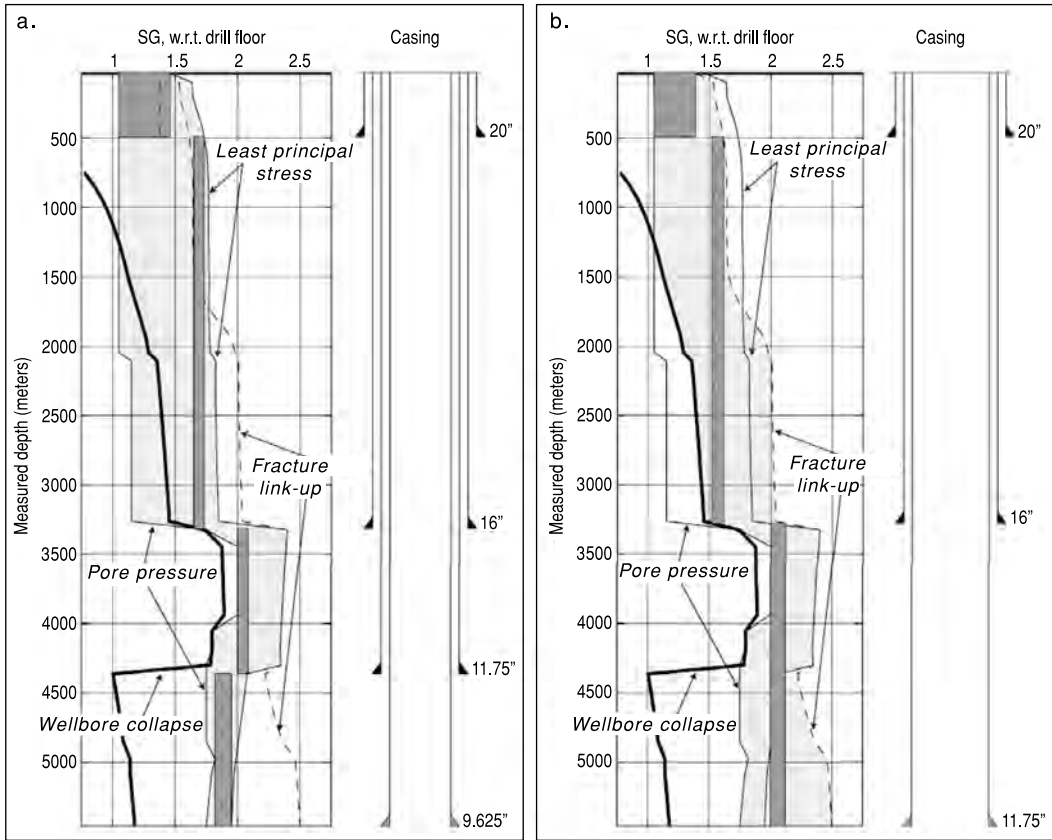 a.
SG, w.r.t. drill floor
Casing
1 1.5 2 2.5
Measured depth (meters)
500
1000
1500
2000
2500
3000
3500
4000
4500
5000
Least principal
stress
Fracture
link-up
Pore pressure
Wellbore collapse
20”
16”
11.75”
9.625”
b.
SG, w.r.t. drill floor
Casing
1 1.5 2 2.5
Measured depth (meters)
500
1000
1500
2000
2500
3000
3500
4000
4500
5000
Least principal
stress
Fracture
link-up
Pore pressure
Wellbore collapse
20”
16”
11.75”